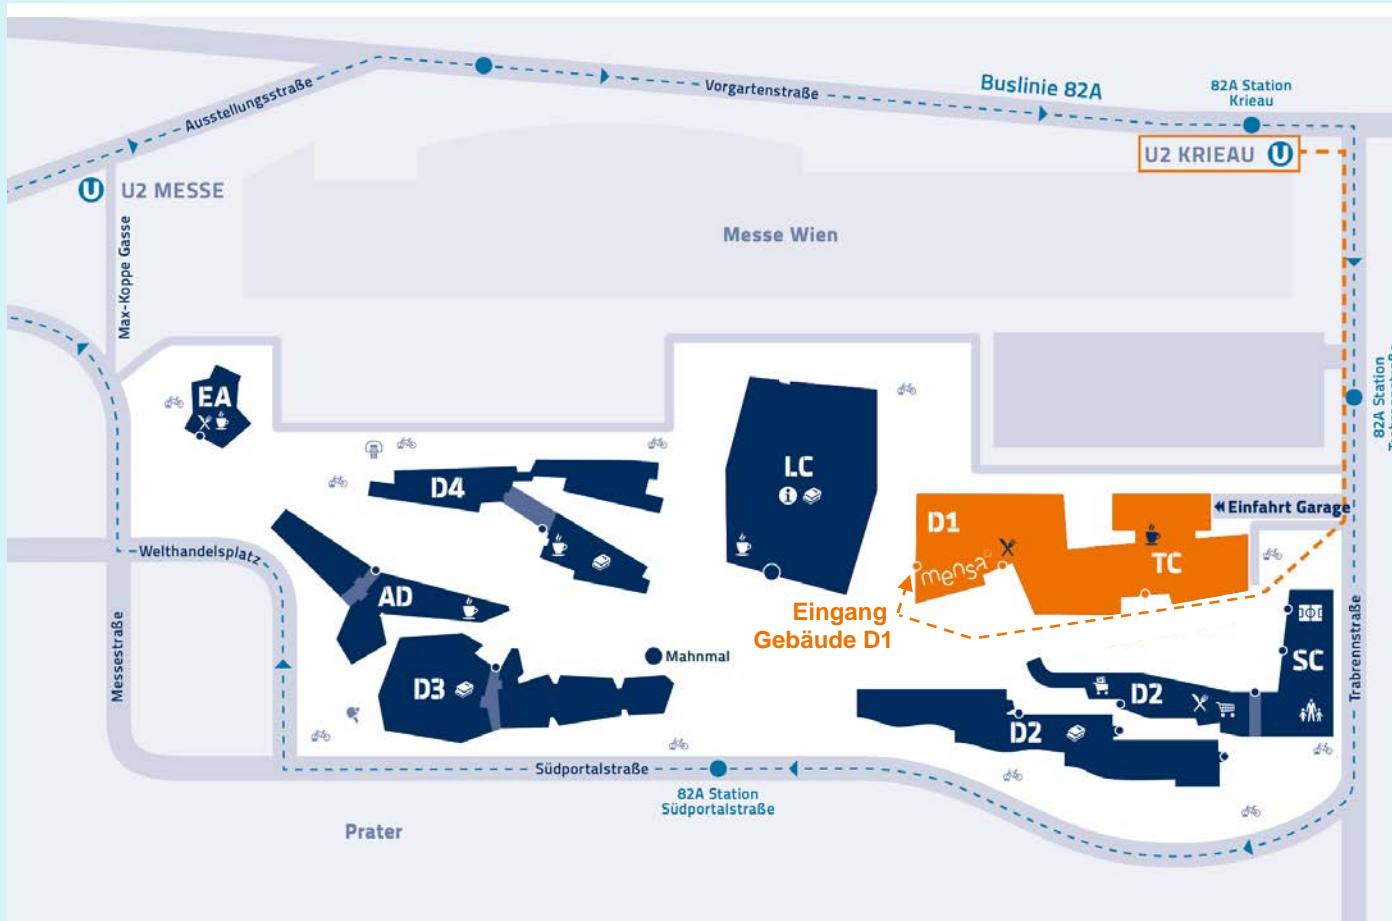 Ausstellungsstraße
Vorgartenstraße
Buslinie 82A
82A Station
Krieau
U2 KRIEAU U
U U2 MESSE
Max-Koppe Gasse
Messe Wien
82A Station
EA
D4
LC
i
D1
mensa
TC
Einfahrt Garage
Welthandelsplatz
AD
Eingang
Gebäude D1
Messestraße
Mahnmal
Trabrennstraße
D3
SC
D2
D2
Südportalstraße
82A Station
Südportalstraße
Prater